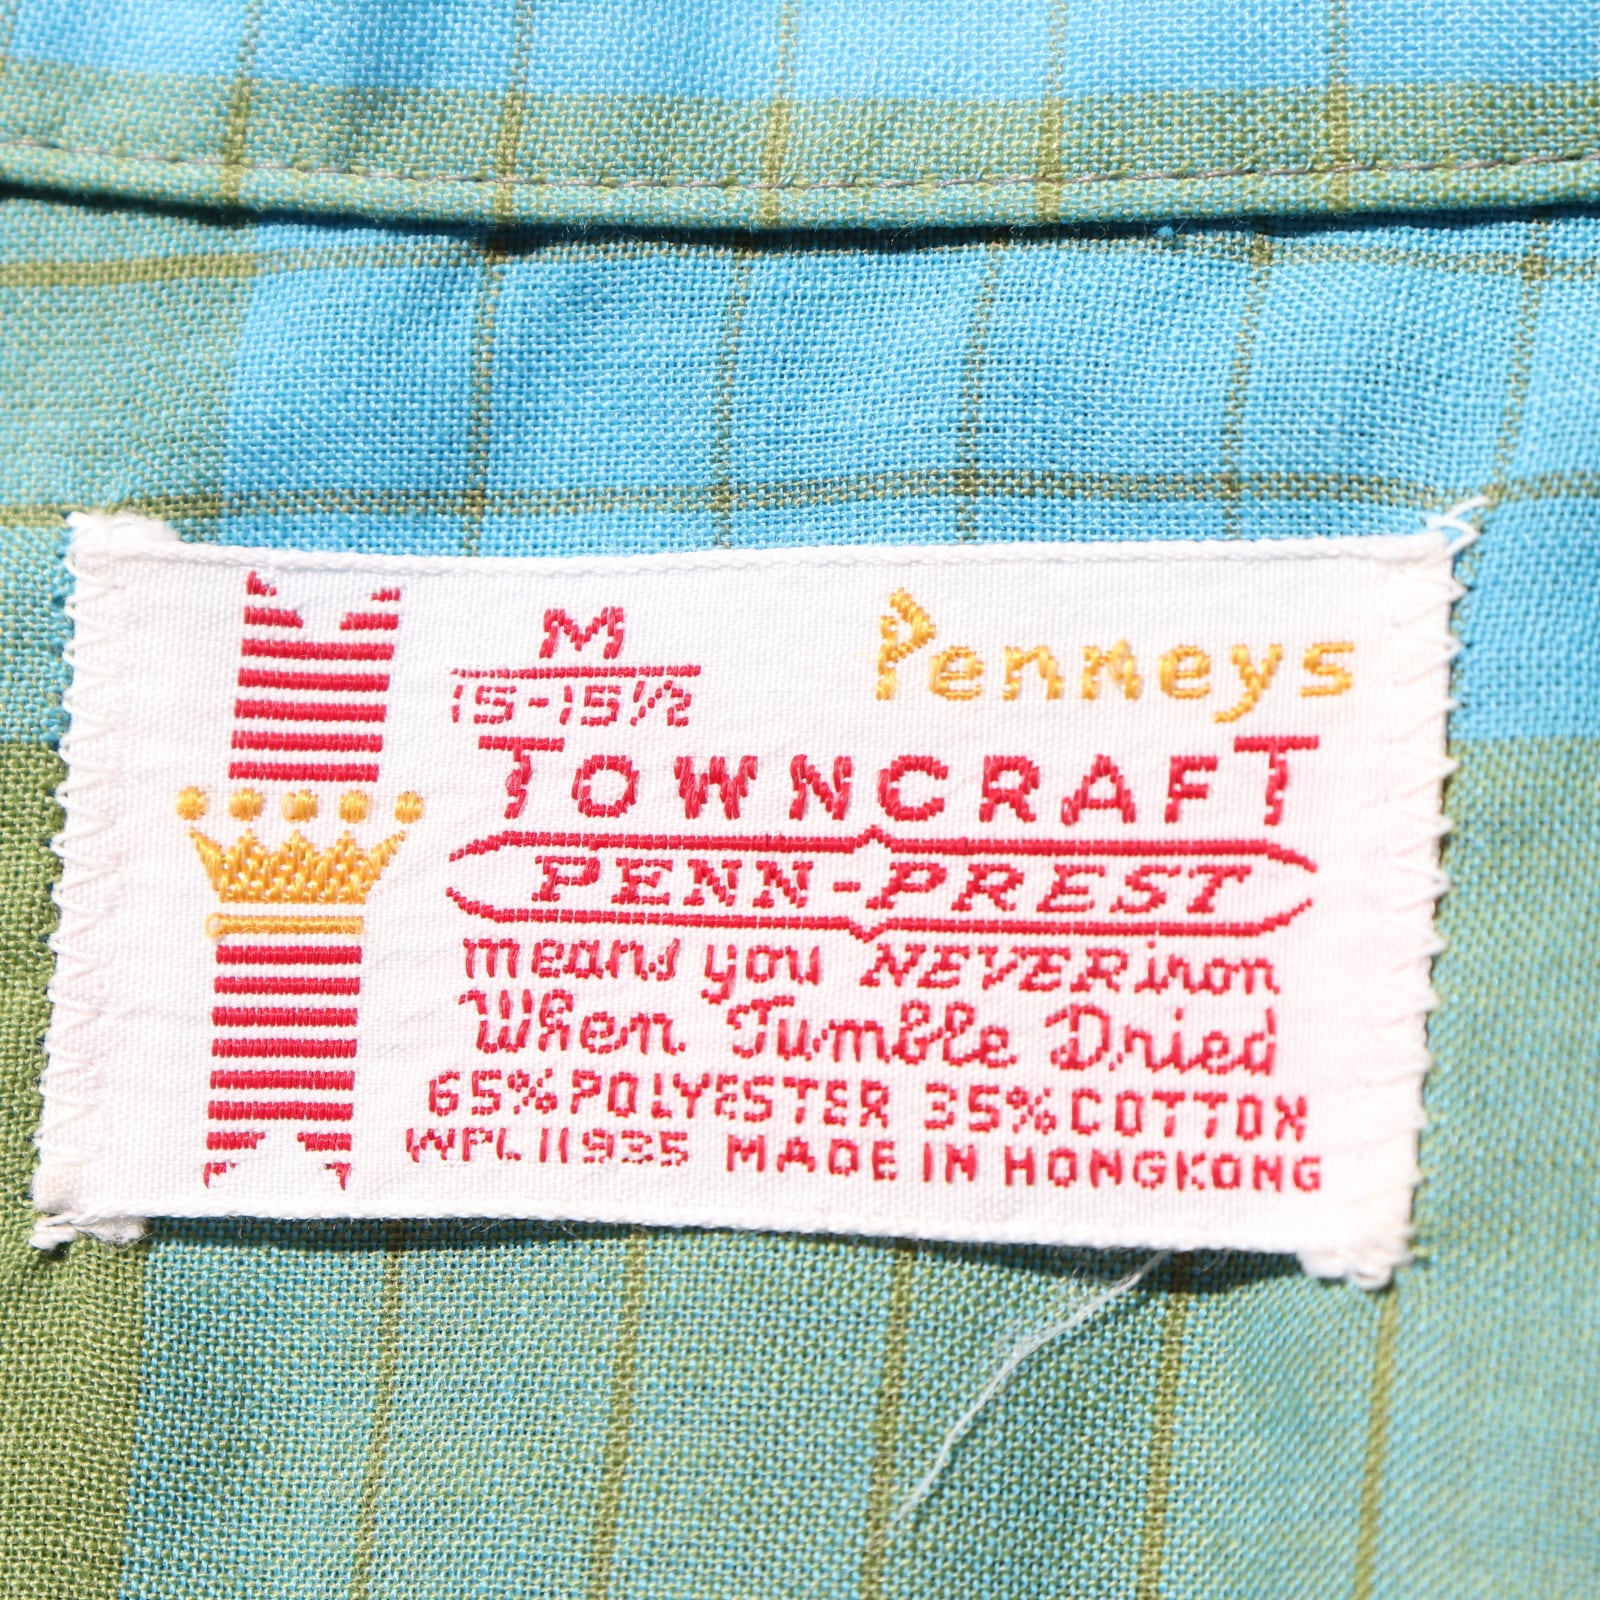 M
15-15½
Penneys
TOWNCRAFT
PENN-PREST
means you NEVER iron
When Tumble Dried
65% POLYESTER 35% COTTON
WPL 11935 MADE IN HONGKONG